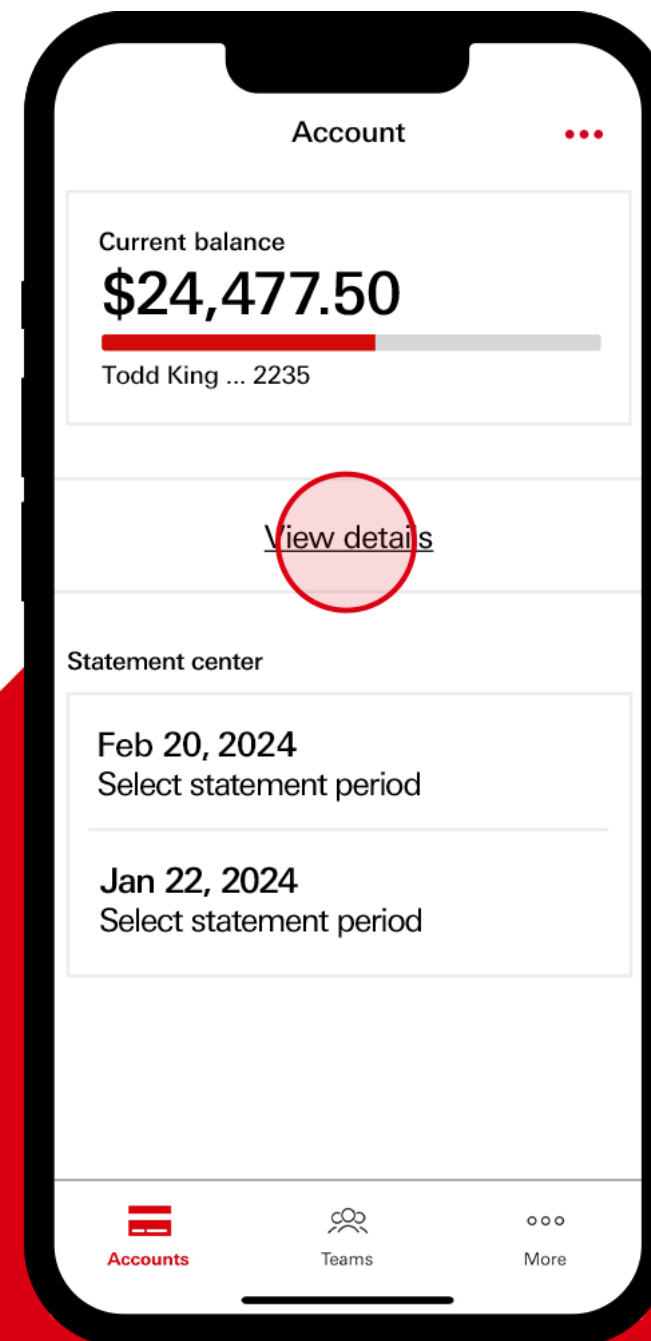 Account
Current balance
$24,477.50
Todd King ... 2235
View details
Statement center
Feb 20, 2024
Select statement period
Jan 22, 2024
Select statement period
Accounts
Teams
More